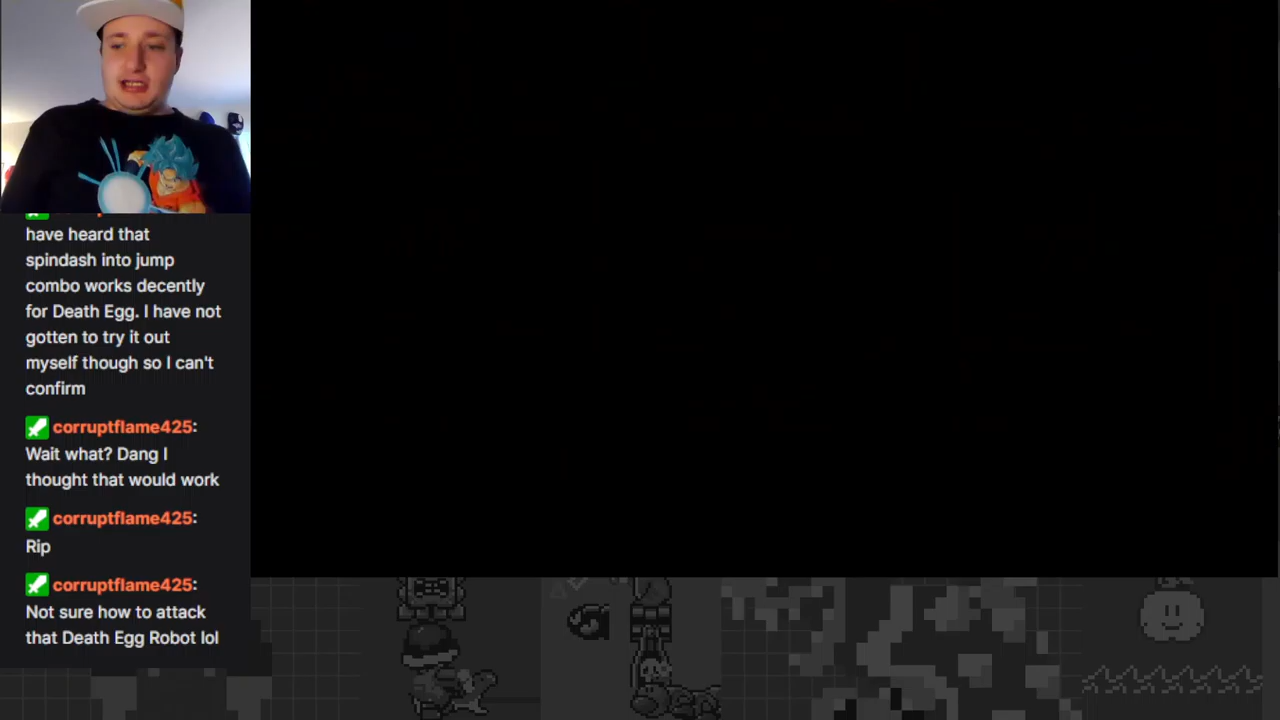 have heard that
spindash into jump
combo works decently
for Death Egg. I have not
gotten to try it out
myself though so I can't
confirm
corruptflame425:
Wait what? Dang I
thought that would work
corruptflame425:
Rip
corruptflame425:
Not sure how to attack
that Death Egg Robot lol